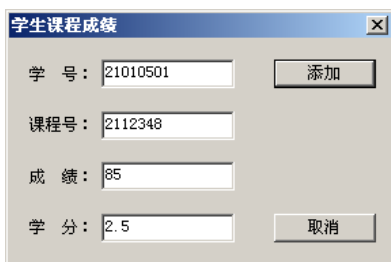 学生课程成绩
学 号： 21010501 添加
课程号： 2112348
成 绩： 85
学 分： 2.5 取消